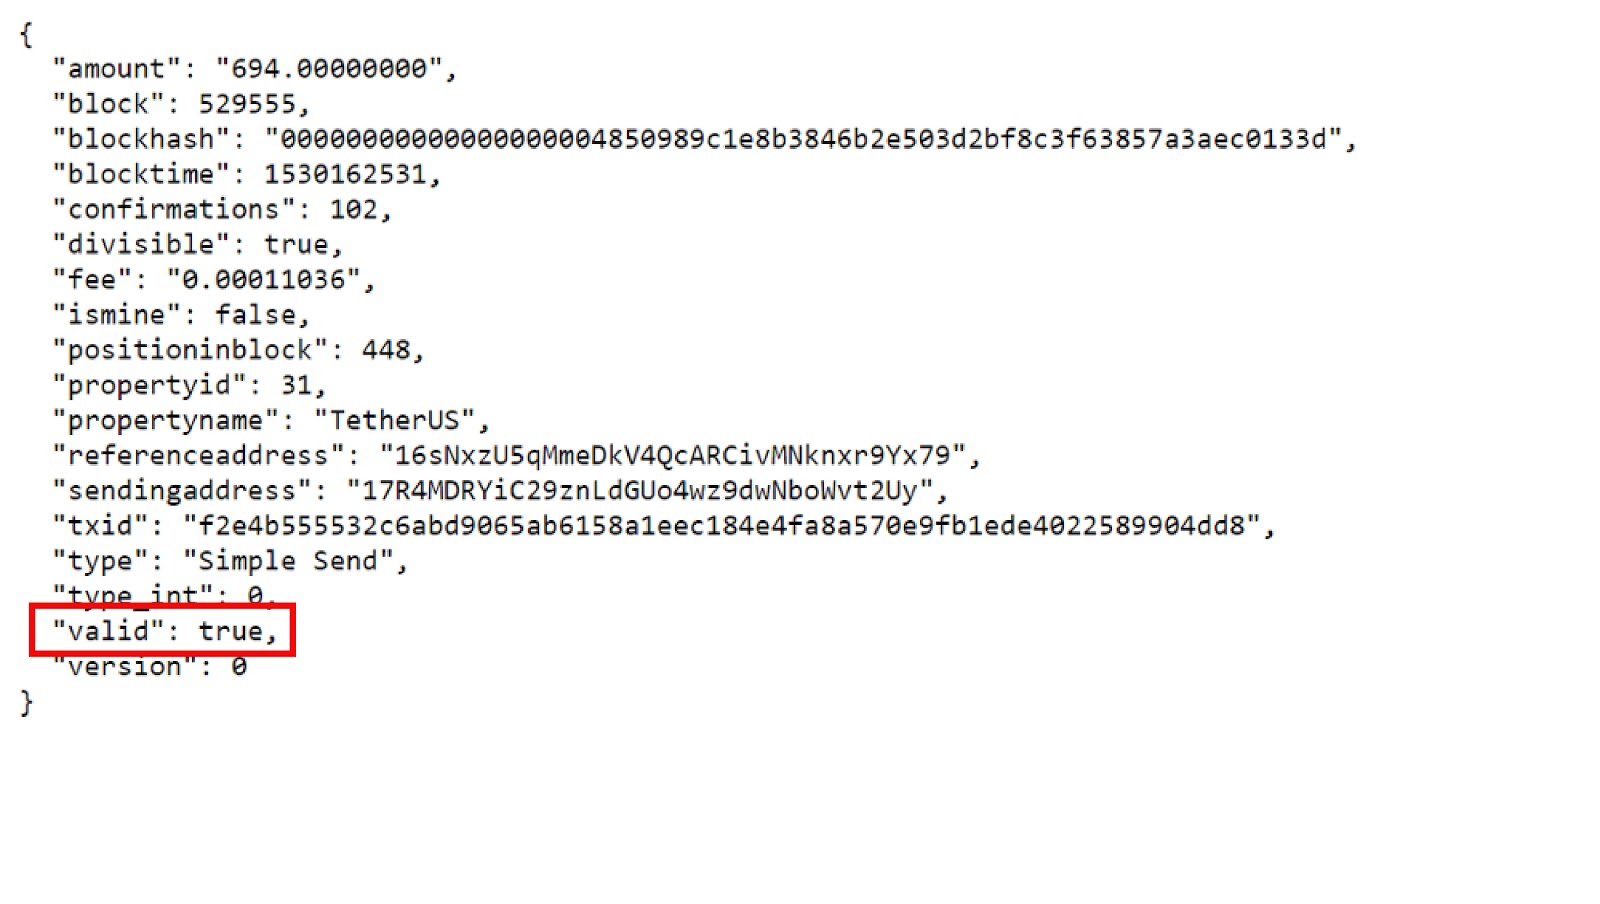 {
"amount": "694.00000000",
"block": 529555,
"blockhash": "00000000000000000004850989c1e8b3846b2e503d2bf8c3f63857a3aec0133d",
"blocktime": 1530162531,
"confirmations": 102,
"divisible": true,
"fee": "0.00011036",
"ismine": false,
"positioninblock": 448,
"propertyid": 31,
"propertyname": "TetherUS",
"referenceaddress": "16sNxzU5qMmeDkV4QcARCivMNknxr9Yx79",
"sendingaddress": "17R4MDRYiC29znLdGUo4wz9dwNboWvt2Uy",
"txid": "f2e4b555532c6abd9065ab6158a1eec184e4fa8a570e9fb1ede4022589904dd8",
"type": "Simple Send",
"type_int": 0,
"valid": true,
"version": 0
}